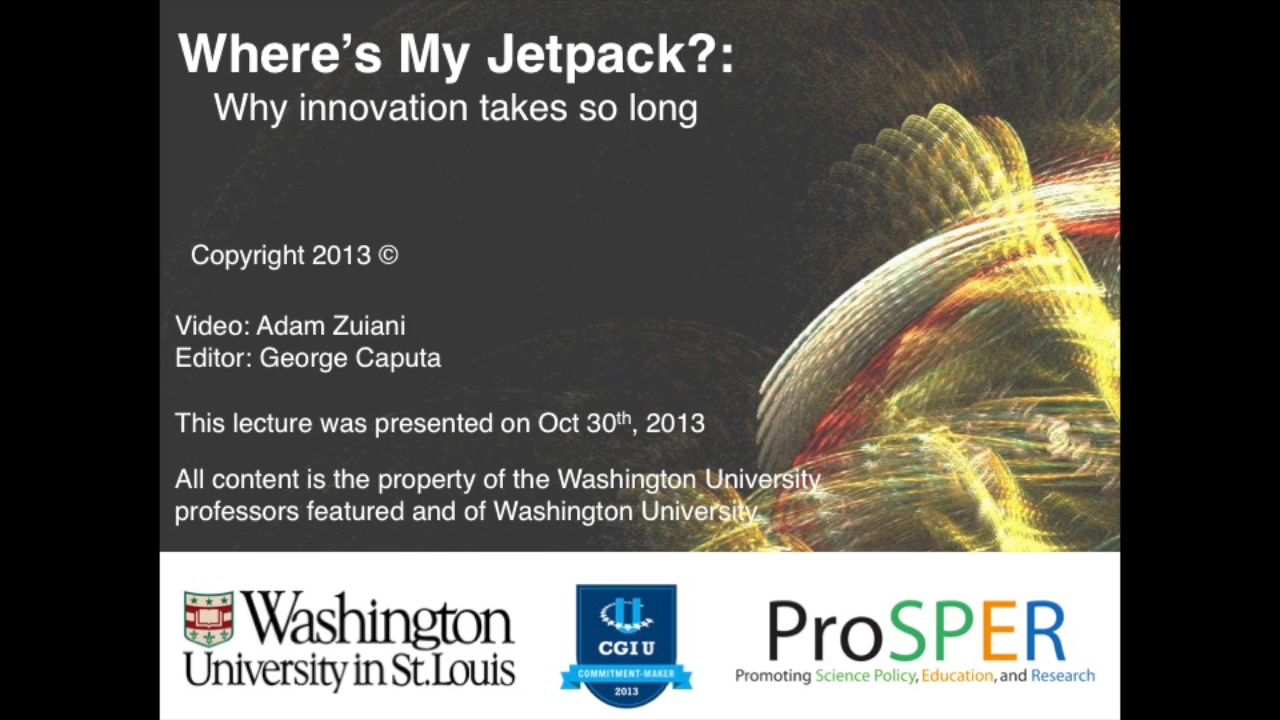 Where's My Jetpack?:
Why innovation takes so long
Copyright 2013 ©
Video: Adam Zuiani
Editor: George Caputa
This lecture was presented on Oct 30th, 2013
All content is the property of the Washington University
professors featured and of Washington University
Washington
University in St. Louis
CGI U
COMMITMENT-MAKER
2013
ProSPER
Promoting Science Policy, Education, and Research